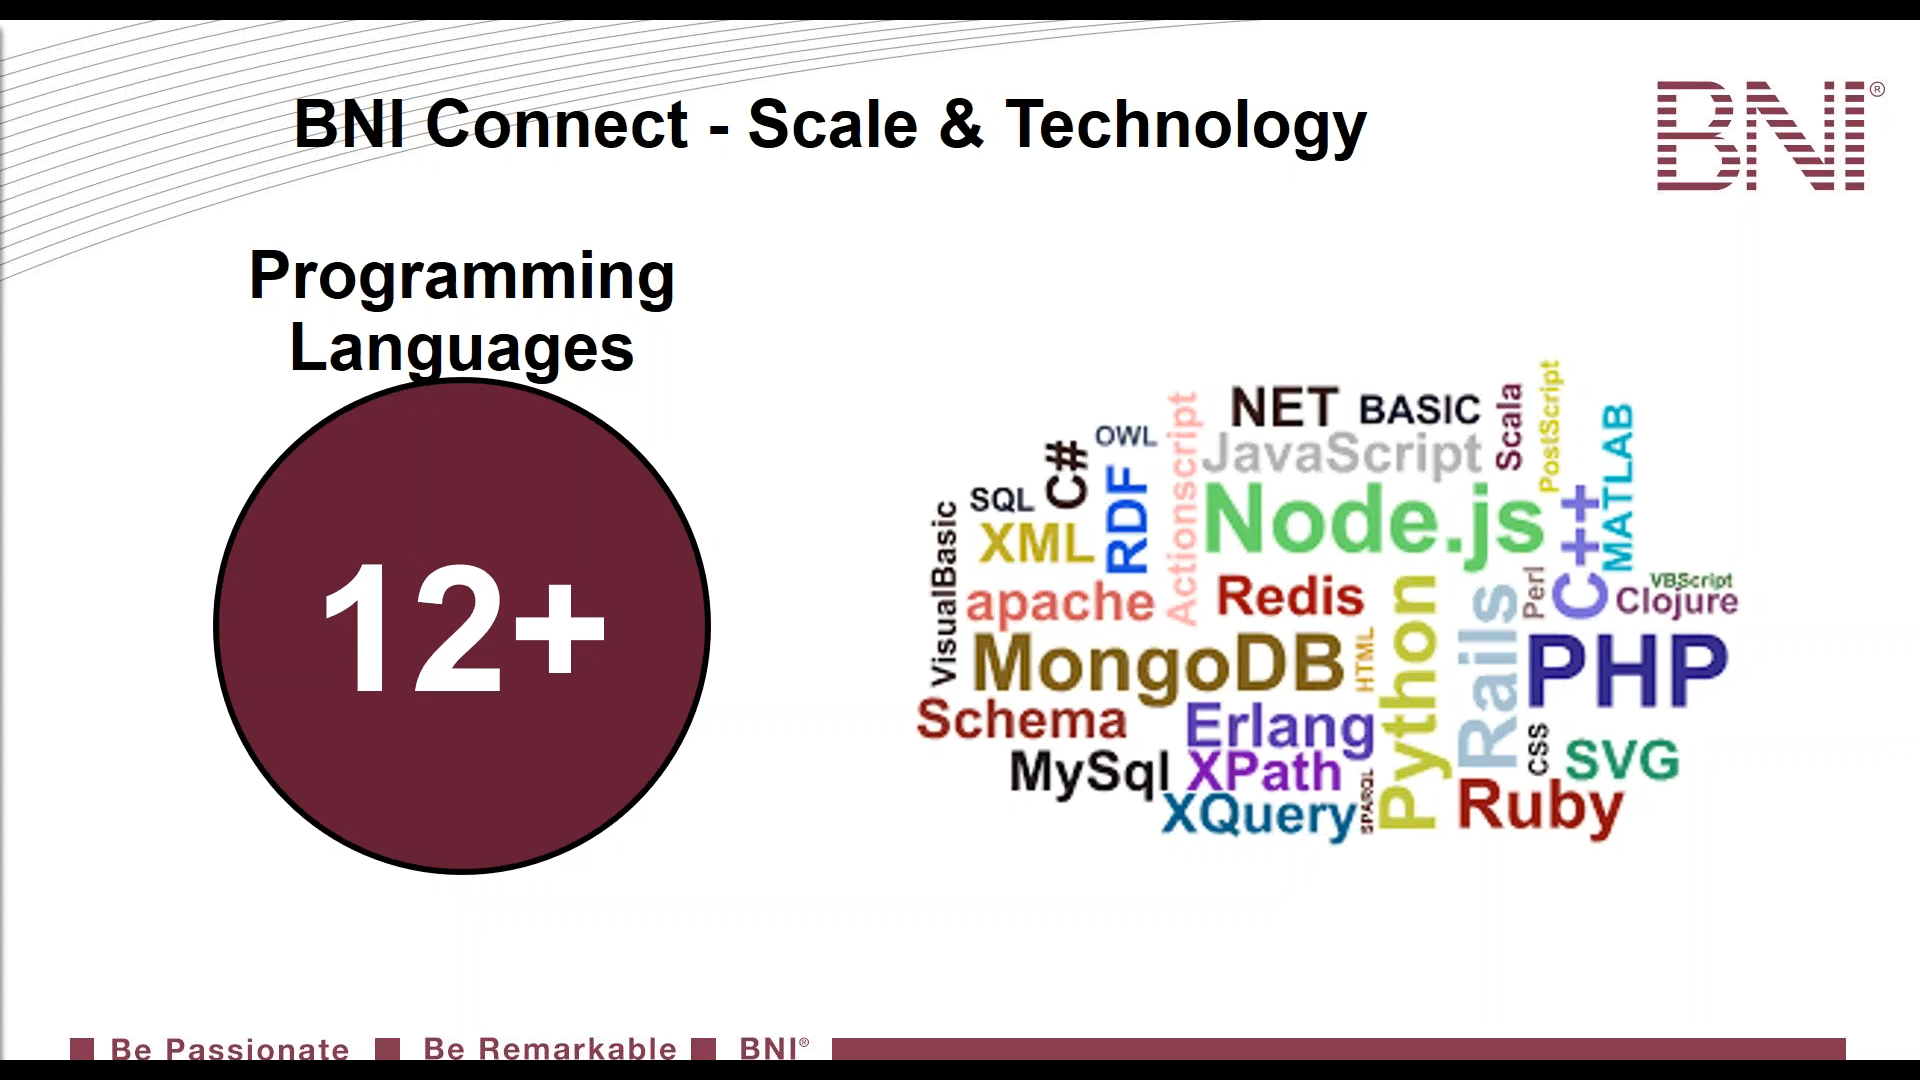 BNI Connect - Scale & Technology
BNI®
Programming
Languages
12+
NET
BASIC
Scala
PostScript
MATLAB
OWL
Actionscript
JavaScript
C#
SQL
RDF
Node.js
C++
XML
VisualBasic
apache
Redis
Python
Rails
Perl
VBScript
Clojure
MongoDB
HTML
PHP
Schema
Erlang
CSS
SVG
MySql
XPath
XQuery
SPARQL
Ruby
Be Passionate
Be Remarkable
BNI®